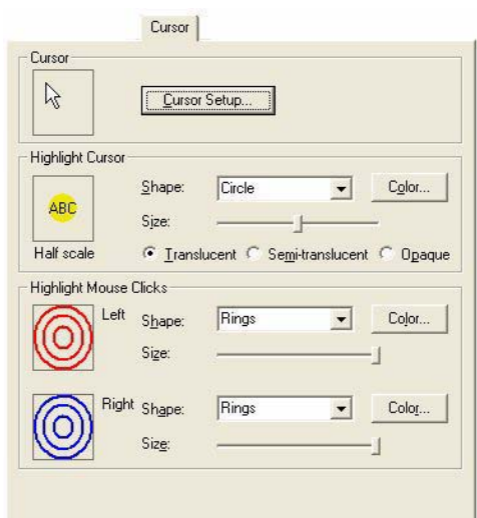 Cursor
Cursor
Cursor Setup...
Highlight Cursor
ABC
Shape: Circle Color...
Size:
Half scale Translucent Semi-translucent Opaque
Highlight Mouse Clicks
Left Shape: Rings Color...
Size:
Right Shape: Rings Color...
Size: